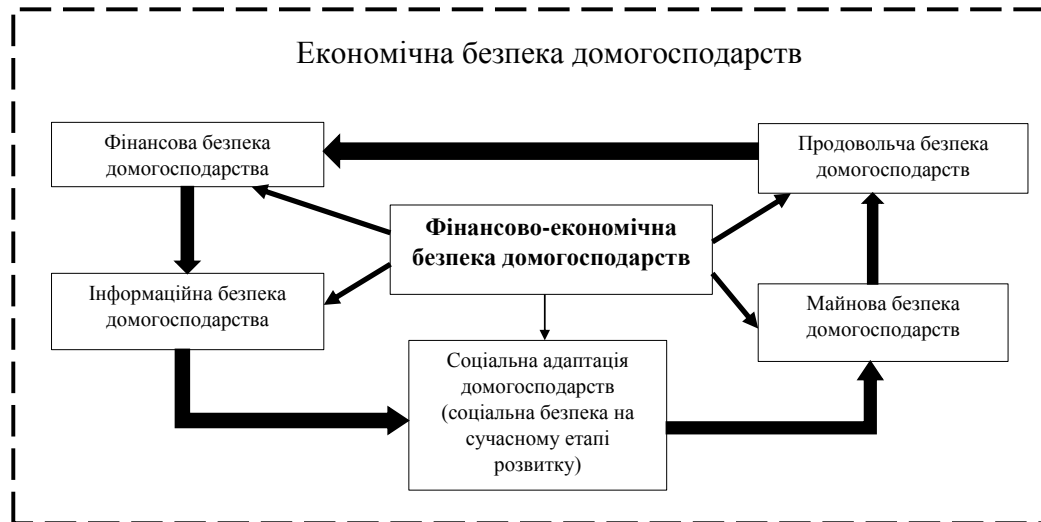 Економічна безпека домогосподарств
Фінансова безпека
домогосподарства
Продовольча безпека
домогосподарств
Фінансово-економічна
безпека домогосподарств
Інформаційна безпека
домогосподарства
Майнова безпека
домогосподарств
Соціальна адаптація
домогосподарств
(соціальна безпека на
сучасному етапі
розвитку)